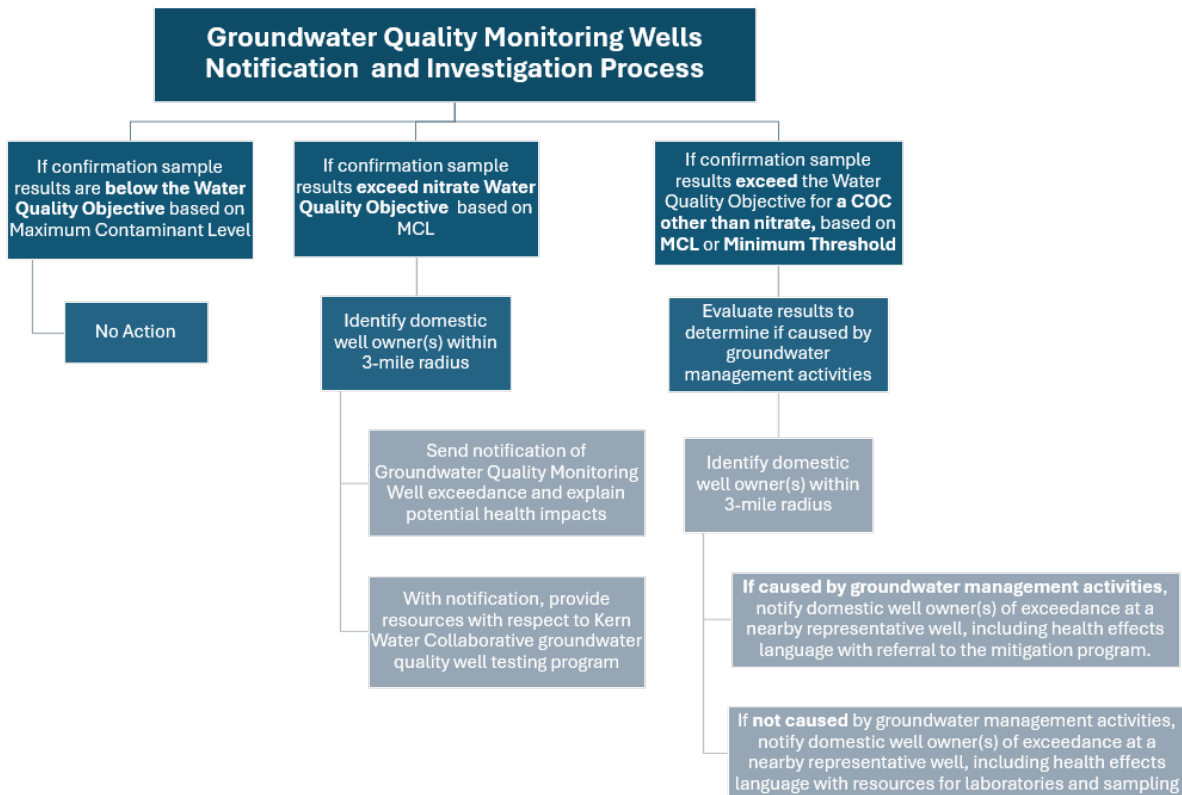 Groundwater Quality Monitoring Wells
Notification and Investigation Process
If confirmation sample
results are below the Water
Quality Objective based on
Maximum Contaminant Level
No Action
If confirmation sample
results exceed nitrate Water
Quality Objective based on
MCL
Identify domestic
well owner(s) within
3-mile radius
Send notification of
Groundwater Quality Monitoring
Well exceedance and explain
potential health impacts
With notification, provide
resources with respect to Kern
Water Collaborative groundwater
quality well testing program
If confirmation sample
results exceed the Water
Quality Objective for a COC
other than nitrate, based on
MCL or Minimum Threshold
Evaluate results to
determine if caused by
groundwater
management activities
Identify domestic
well owner(s) within
3-mile radius
If caused by groundwater management activities,
notify domestic well owner(s) of exceedance at a
nearby representative well, including health effects
language with referral to the mitigation program.
If not caused by groundwater management activities,
notify domestic well owner(s) of exceedance at a
nearby representative well, including health effects
language with resources for laboratories and sampling